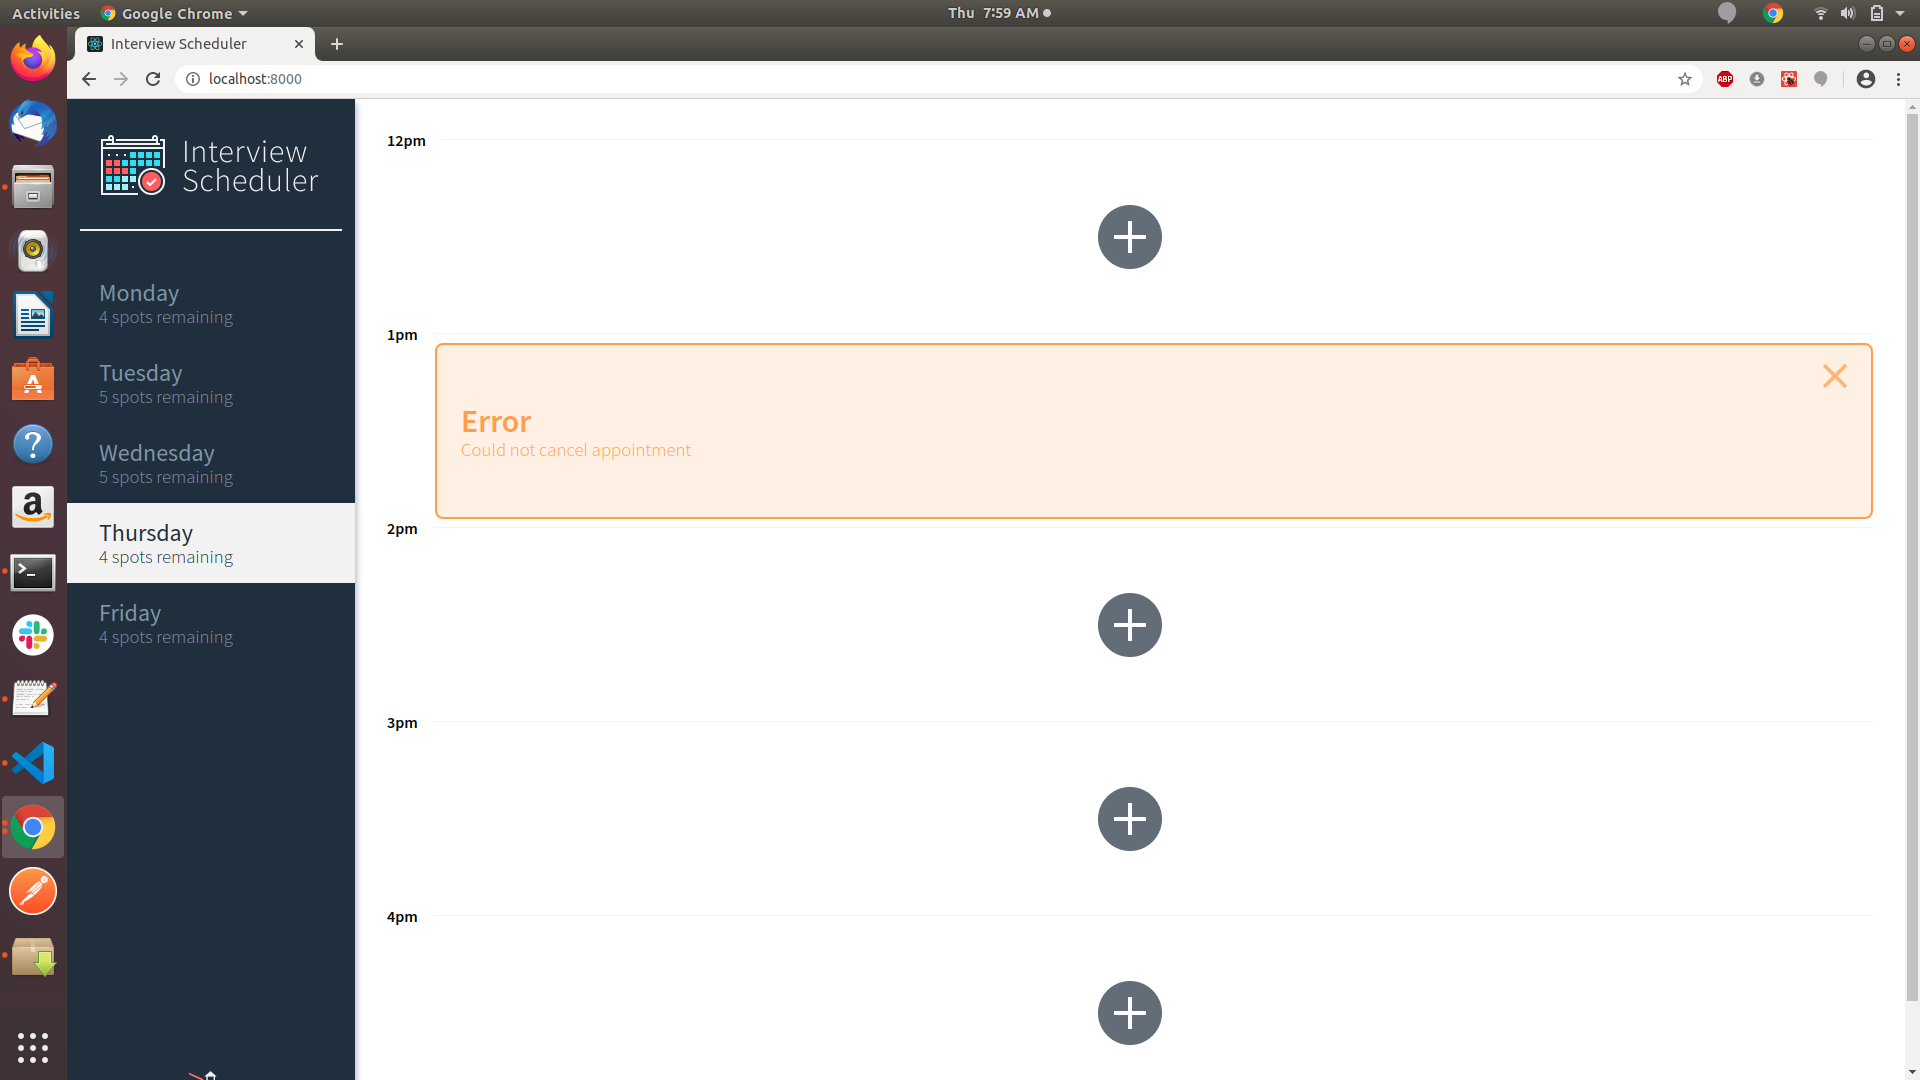 Activities
Google Chrome
Thu 7:59 AM
Interview Scheduler
localhost:8000
ABP
Interview
Scheduler
Monday
4 spots remaining
Tuesday
5 spots remaining
Wednesday
5 spots remaining
Thursday
4 spots remaining
Friday
4 spots remaining
12pm
1pm
Error
Could not cancel appointment
2pm
3pm
4pm